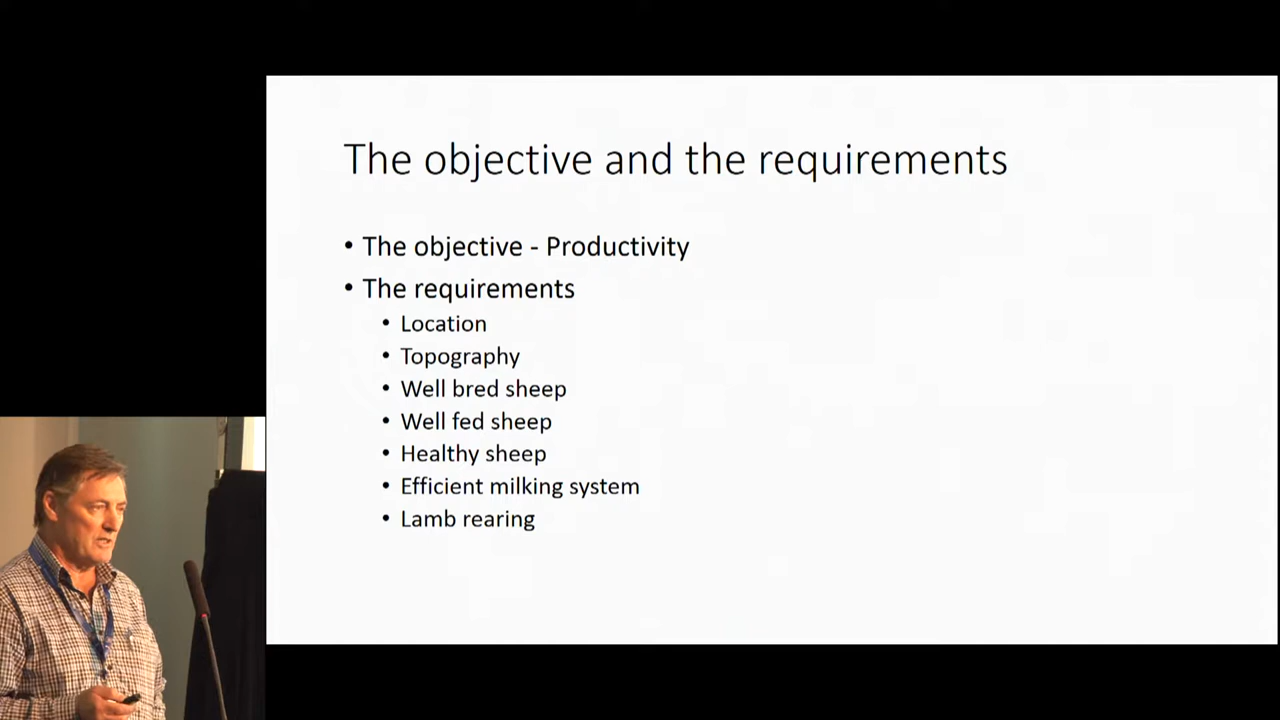 The objective and the requirements
• The objective - Productivity
• The requirements
• Location
• Topography
• Well bred sheep
• Well fed sheep
• Healthy sheep
• Efficient milking system
• Lamb rearing